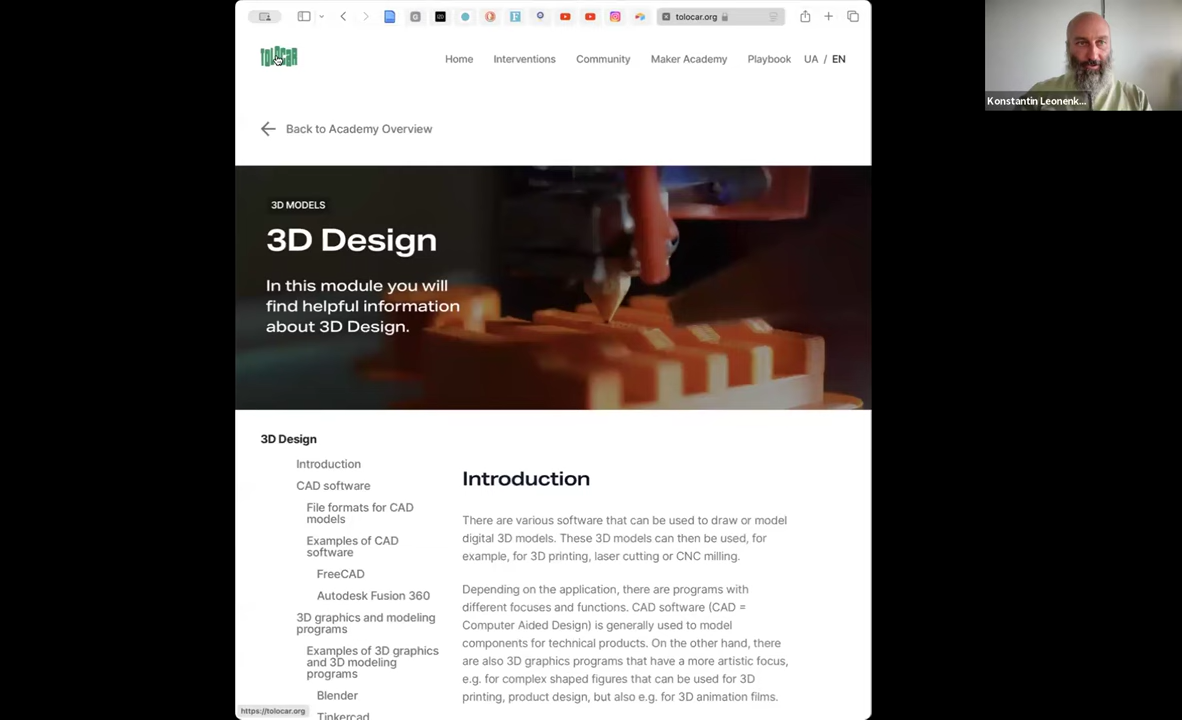 tolocar.org
TOLOCAR
Home
Interventions
Community
Maker Academy
Playbook
UA / EN
Konstantin Leonenk...
Back to Academy Overview
3D MODELS
3D Design
In this module you will
find helpful information
about 3D Design.
3D Design
Introduction
CAD software
File formats for CAD
models
Examples of CAD
software
FreeCAD
Autodesk Fusion 360
3D graphics and modeling
programs
Examples of 3D graphics
and 3D modeling
programs
Blender
Tinkercad
Introduction
There are various software that can be used to draw or model
digital 3D models. These 3D models can then be used, for
example, for 3D printing, laser cutting or CNC milling.
Depending on the application, there are programs with
different focuses and functions. CAD software (CAD =
Computer Aided Design) is generally used to model
components for technical products. On the other hand, there
are also 3D graphics programs that have a more artistic focus,
e.g. for complex shaped figures that can be used for 3D
printing, product design, but also e.g. for 3D animation films.
https://tolocar.org